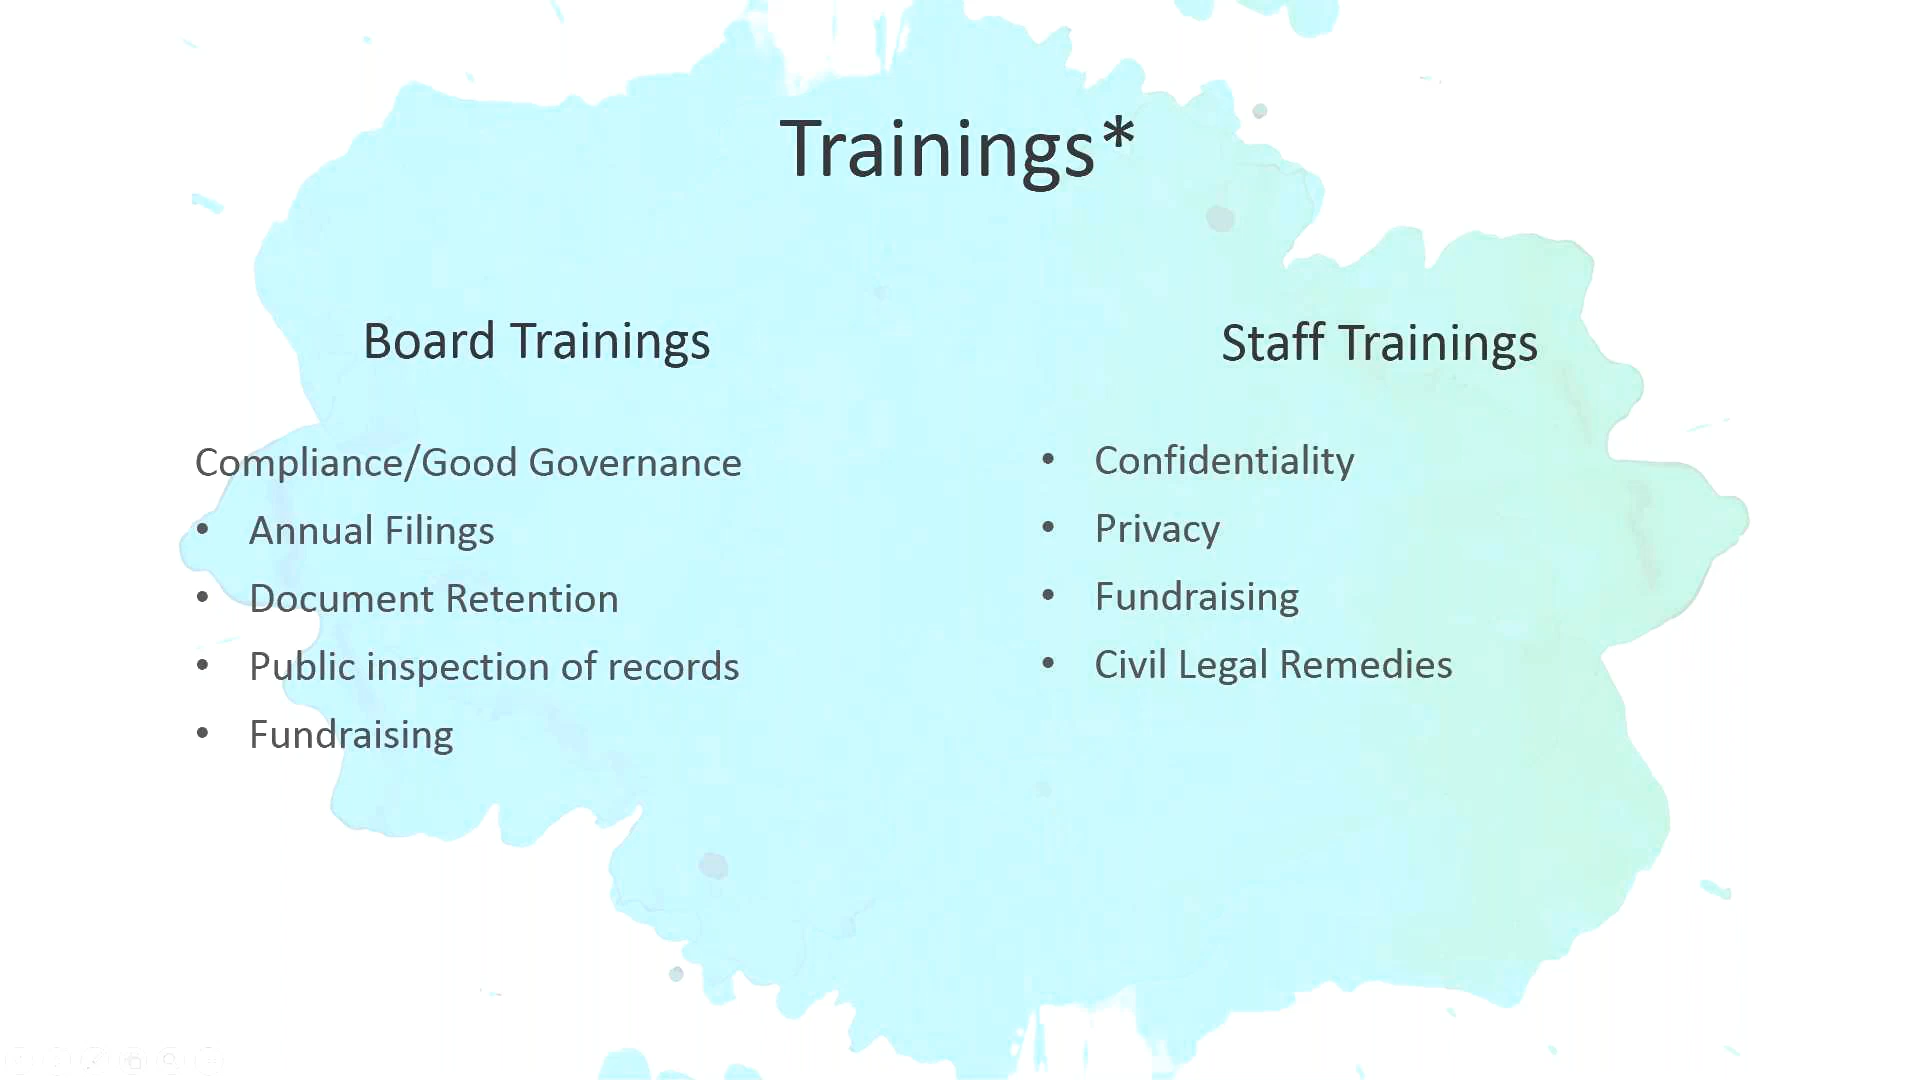 Trainings*
Board Trainings
Compliance/Good Governance
• Annual Filings
• Document Retention
• Public inspection of records
• Fundraising
Staff Trainings
• Confidentiality
• Privacy
• Fundraising
• Civil Legal Remedies